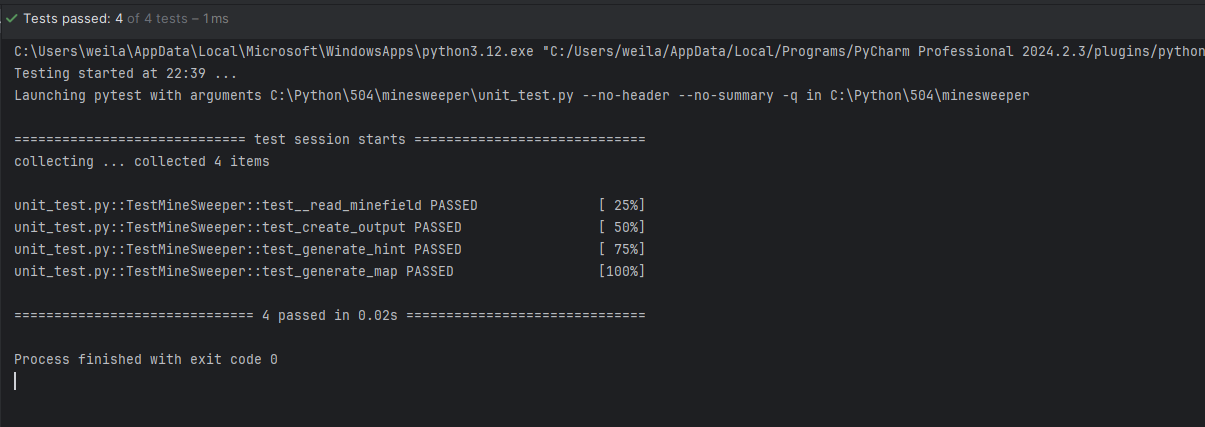 Tests passed: 4 of 4 tests – 1 ms
C:\Users\weila\AppData\Local\Microsoft\WindowsApps\python3.12.exe "C:/Users/weila/AppData/Local/Programs/PyCharm Professional 2024.2.3/plugins/python
Testing started at 22:39 ...
Launching pytest with arguments C:\Python\504\minesweeper\unit_test.py --no-header --no-summary -q in C:\Python\504\minesweeper
============================= test session starts =============================
collecting ... collected 4 items
unit_test.py::TestMineSweeper::test__read_minefield PASSED               [ 25%]
unit_test.py::TestMineSweeper::test_create_output PASSED                 [ 50%]
unit_test.py::TestMineSweeper::test_generate_hint PASSED                 [ 75%]
unit_test.py::TestMineSweeper::test_generate_map PASSED                  [100%]
============================== 4 passed in 0.02s ==============================
Process finished with exit code 0